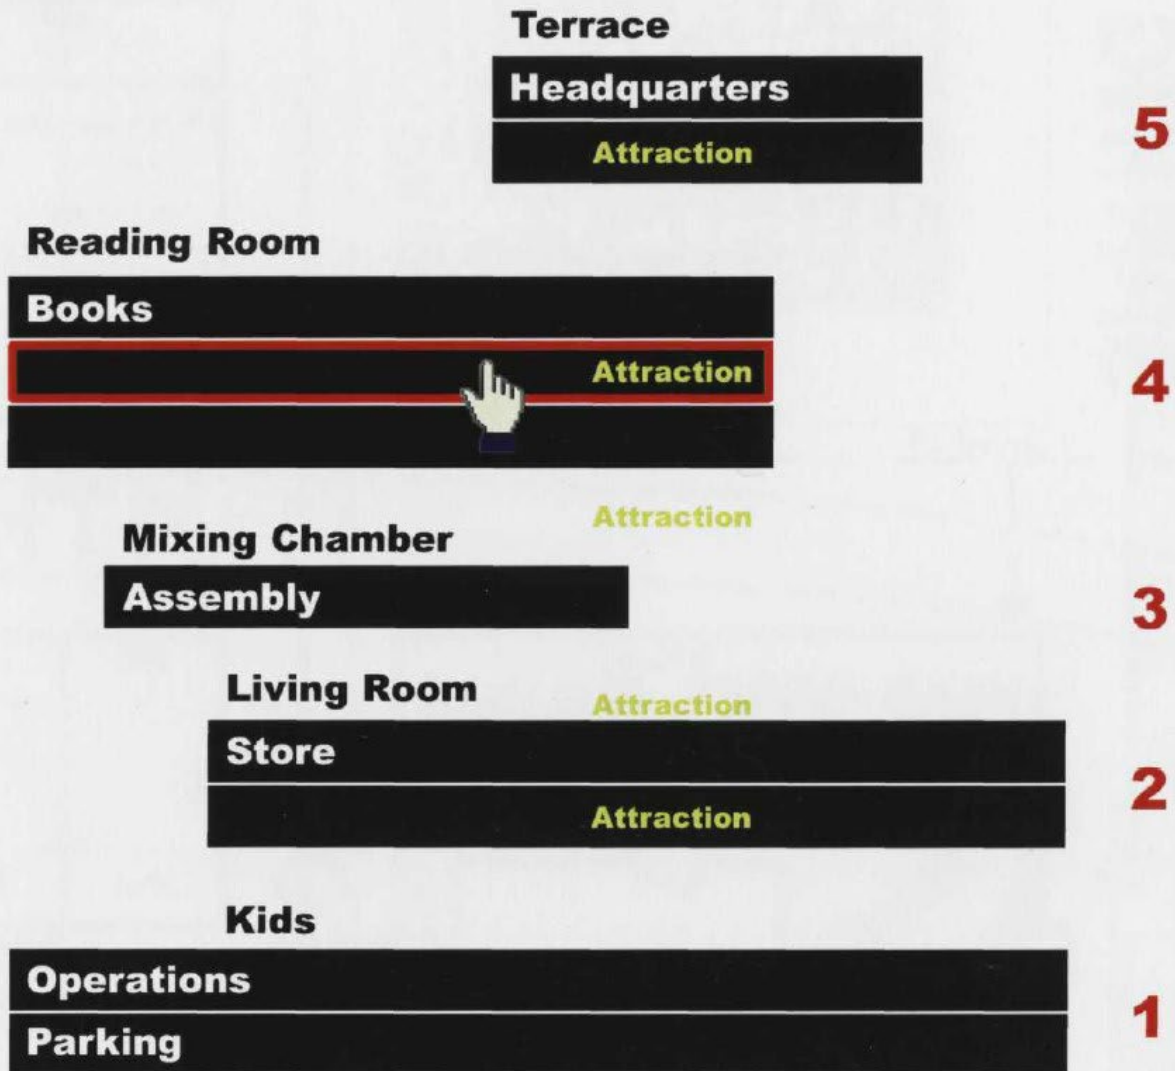 Terrace
Headquarters
Attraction
5
Reading Room
Books
Attraction
4
Attraction
Mixing Chamber
Assembly
3
Living Room
Attraction
Store
Attraction
2
Kids
Operations
Parking
1